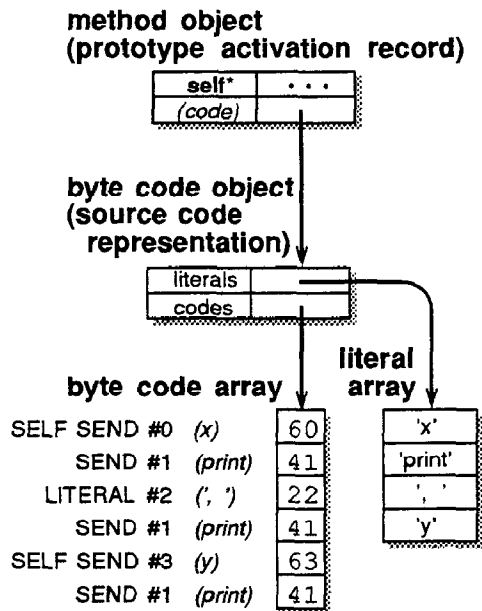 method object
(prototype activation record)
self* • • •
(code)
byte code object
(source code
representation)
literals
codes
literal
array
byte code array
SELF SEND #0 (x) 60 'x'
SEND #1 (print) 41 'print'
LITERAL #2 (', ') 22 ', '
SEND #1 (print) 41 'y'
SELF SEND #3 (y) 63
SEND #1 (print) 41